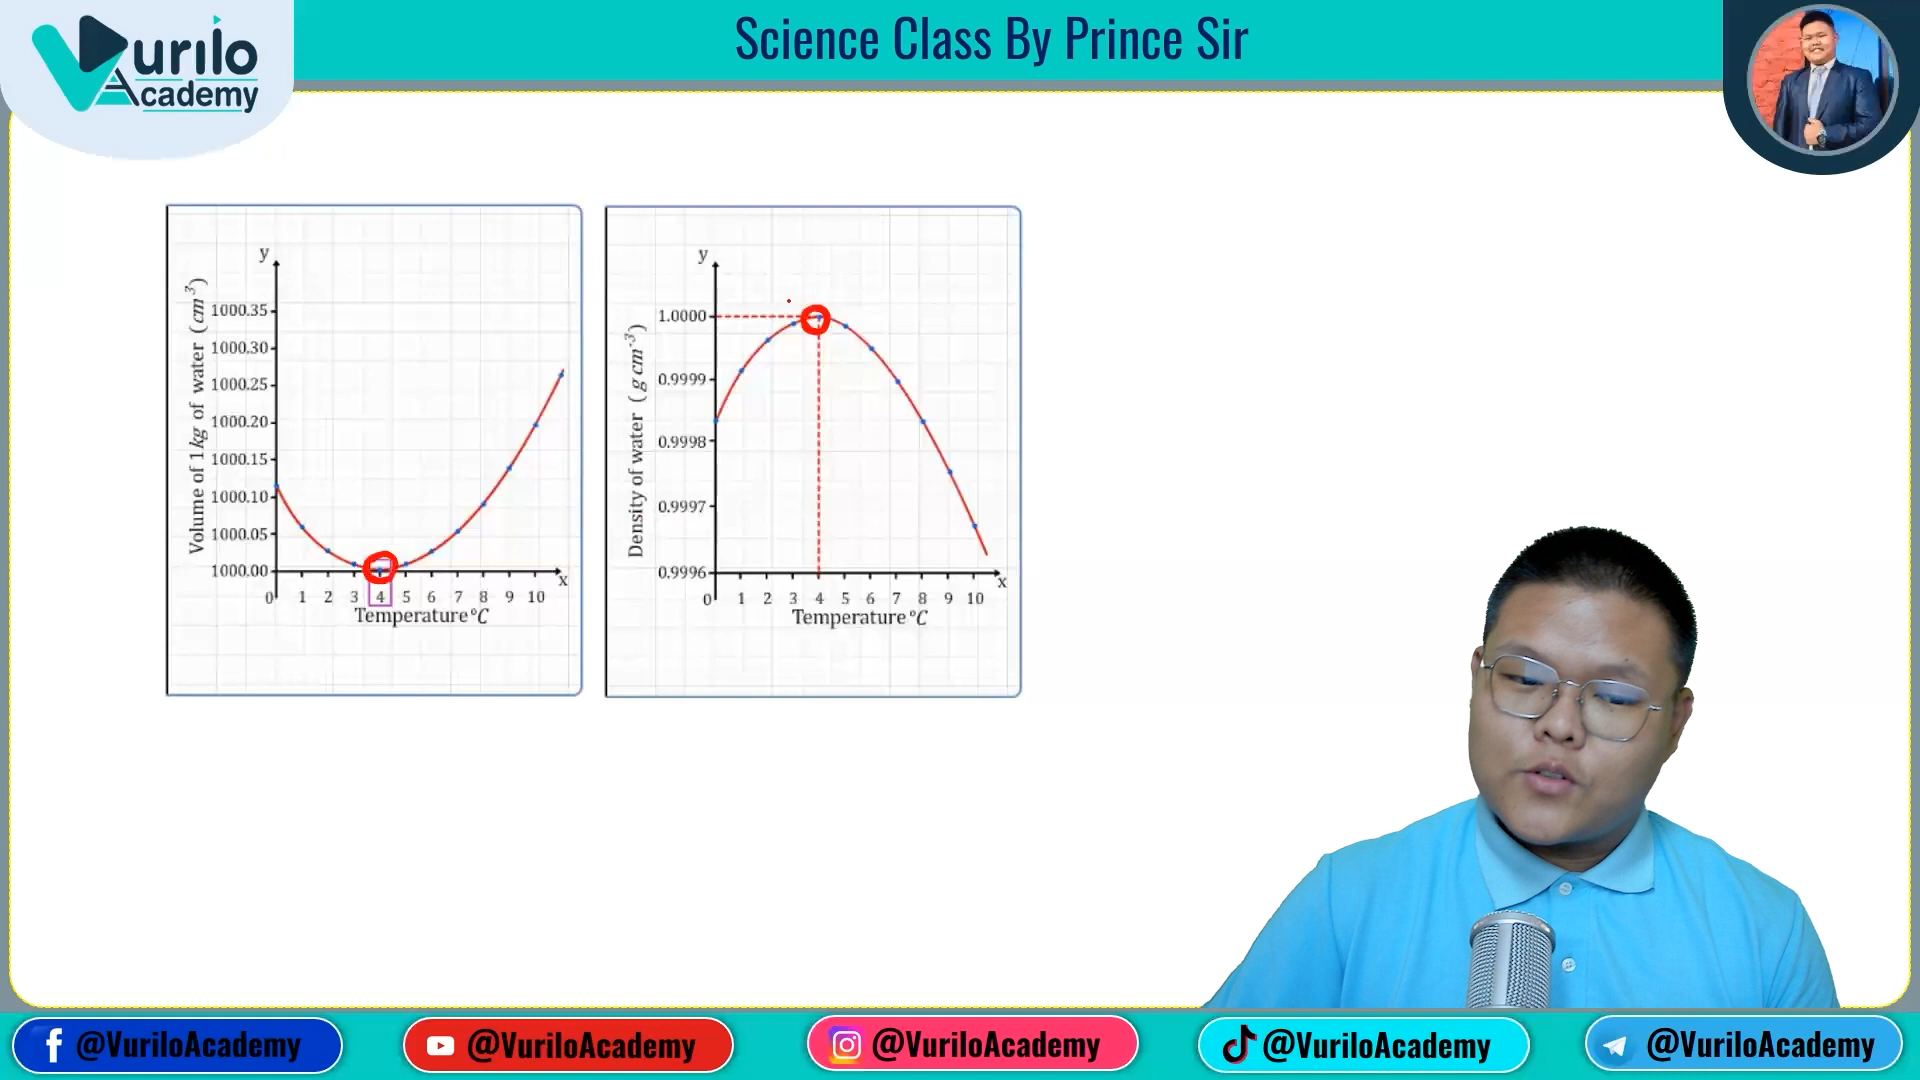 Vurilo
Academy
Science Class By Prince Sir
y
Volume of 1kg of water (cm³)
1000.35
1000.30
1000.25
1000.20
1000.15
1000.10
1000.05
1000.00
x
0 1 2 3 4 5 6 7 8 9 10
Temperature °C
y
Density of water (g cm⁻³)
1.0000
0.9999
0.9998
0.9997
0.9996
x
0 1 2 3 4 5 6 7 8 9 10
Temperature °C
@VuriloAcademy
@VuriloAcademy
@VuriloAcademy
@VuriloAcademy
@VuriloAcademy